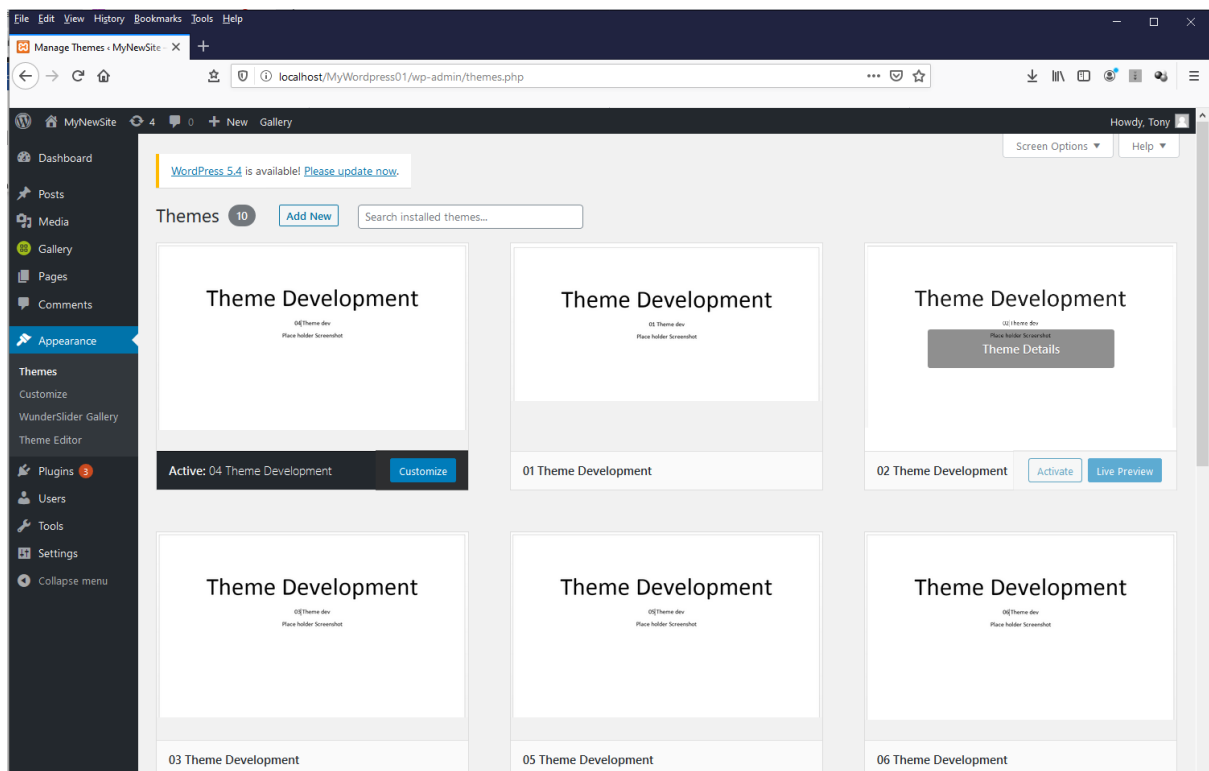 File Edit View History Bookmarks Tools Help
Manage Themes ‹ MyNewSite -
localhost/MyWordpress01/wp-admin/themes.php
MyNewSite 4 0 + New Gallery Howdy, Tony
Screen Options ▼ Help ▼
Dashboard
Posts
Media
Gallery
Pages
Comments
Appearance
Themes
Customize
WunderSlider Gallery
Theme Editor
Plugins 3
Users
Tools
Settings
Collapse menu
WordPress 5.4 is available! Please update now.
Themes 10 Add New Search installed themes...
Theme Development
04 Theme dev
Place holder Screenshot
Active: 04 Theme Development Customize
Theme Development
01 Theme dev
Place holder Screenshot
01 Theme Development
Theme Development
02 Theme dev
Place holder Screenshot
Theme Details
02 Theme Development Activate Live Preview
Theme Development
03 Theme dev
Place holder Screenshot
03 Theme Development
Theme Development
05 Theme dev
Place holder Screenshot
05 Theme Development
Theme Development
06 Theme dev
Place holder Screenshot
06 Theme Development